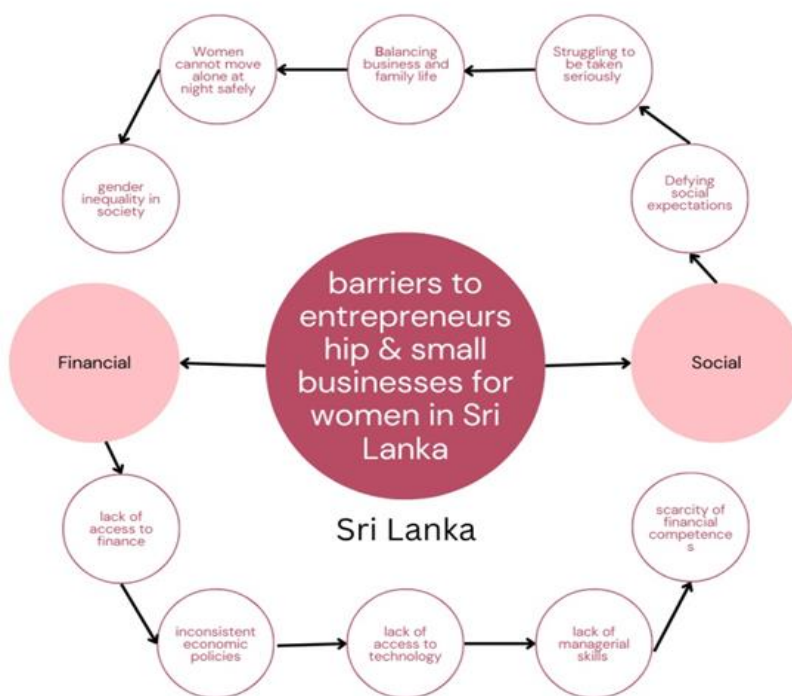 Women
cannot move
alone at
night safely
Balancing
business and
family life
Struggling to
be taken
seriously
gender
inequality in
society
Defying
social
expectations
barriers to
entrepreneurs
hip & small
businesses for
women in Sri
Lanka
Financial
Social
Sri Lanka
lack of
access to
finance
scarcity of
financial
competence
s
inconsistent
economic
policies
lack of
access to
technology
lack of
managerial
skills